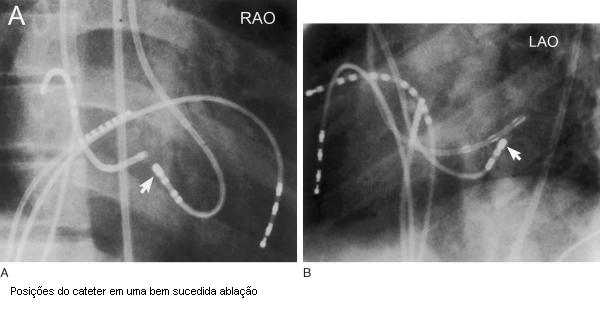 A
RAO
LAO
A
B
Posições do cateter em uma bem sucedida ablação